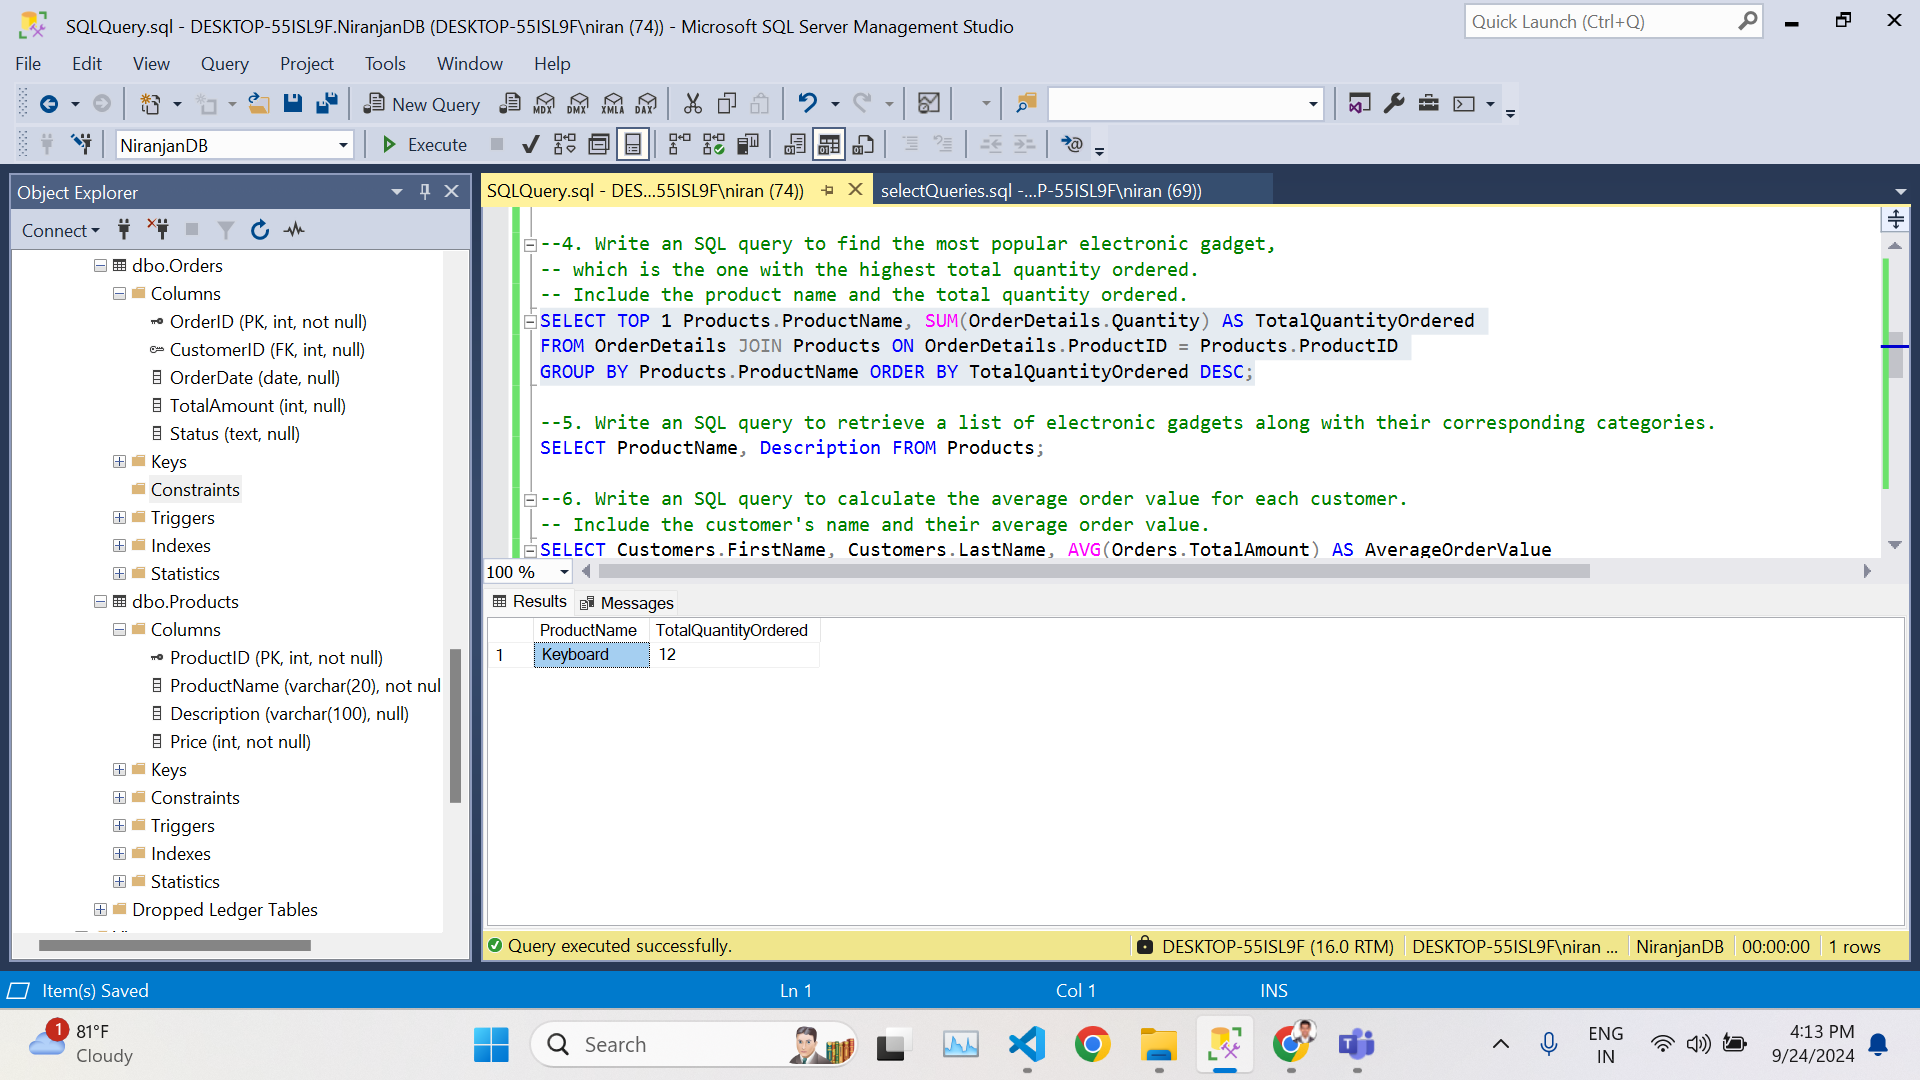 SQLQuery.sql - DESKTOP-55ISL9F.NiranjanDB (DESKTOP-55ISL9F\niran (74)) - Microsoft SQL Server Management Studio
Quick Launch (Ctrl+Q)
File Edit View Query Project Tools Window Help
New Query MDX DMX XMLA DAX
NiranjanDB Execute
Object Explorer
Connect
dbo.Orders
Columns
OrderID (PK, int, not null)
CustomerID (FK, int, null)
OrderDate (date, null)
TotalAmount (int, null)
Status (text, null)
Keys
Constraints
Triggers
Indexes
Statistics
dbo.Products
Columns
ProductID (PK, int, not null)
ProductName (varchar(20), not nul
Description (varchar(100), null)
Price (int, not null)
Keys
Constraints
Triggers
Indexes
Statistics
Dropped Ledger Tables
SQLQuery.sql - DES...55ISL9F\niran (74)) selectQueries.sql -...P-55ISL9F\niran (69))
--4. Write an SQL query to find the most popular electronic gadget,
-- which is the one with the highest total quantity ordered.
-- Include the product name and the total quantity ordered.
SELECT TOP 1 Products.ProductName, SUM(OrderDetails.Quantity) AS TotalQuantityOrdered
FROM OrderDetails JOIN Products ON OrderDetails.ProductID = Products.ProductID
GROUP BY Products.ProductName ORDER BY TotalQuantityOrdered DESC;
--5. Write an SQL query to retrieve a list of electronic gadgets along with their corresponding categories.
SELECT ProductName, Description FROM Products;
--6. Write an SQL query to calculate the average order value for each customer.
-- Include the customer's name and their average order value.
SELECT Customers.FirstName, Customers.LastName, AVG(Orders.TotalAmount) AS AverageOrderValue
100 %
Results Messages
ProductName TotalQuantityOrdered
1 Keyboard 12
Query executed successfully. DESKTOP-55ISL9F (16.0 RTM) DESKTOP-55ISL9F\niran ... NiranjanDB 00:00:00 1 rows
Item(s) Saved Ln 1 Col 1 INS
1 81°F
Cloudy
Search
ENG
IN
4:13 PM
9/24/2024